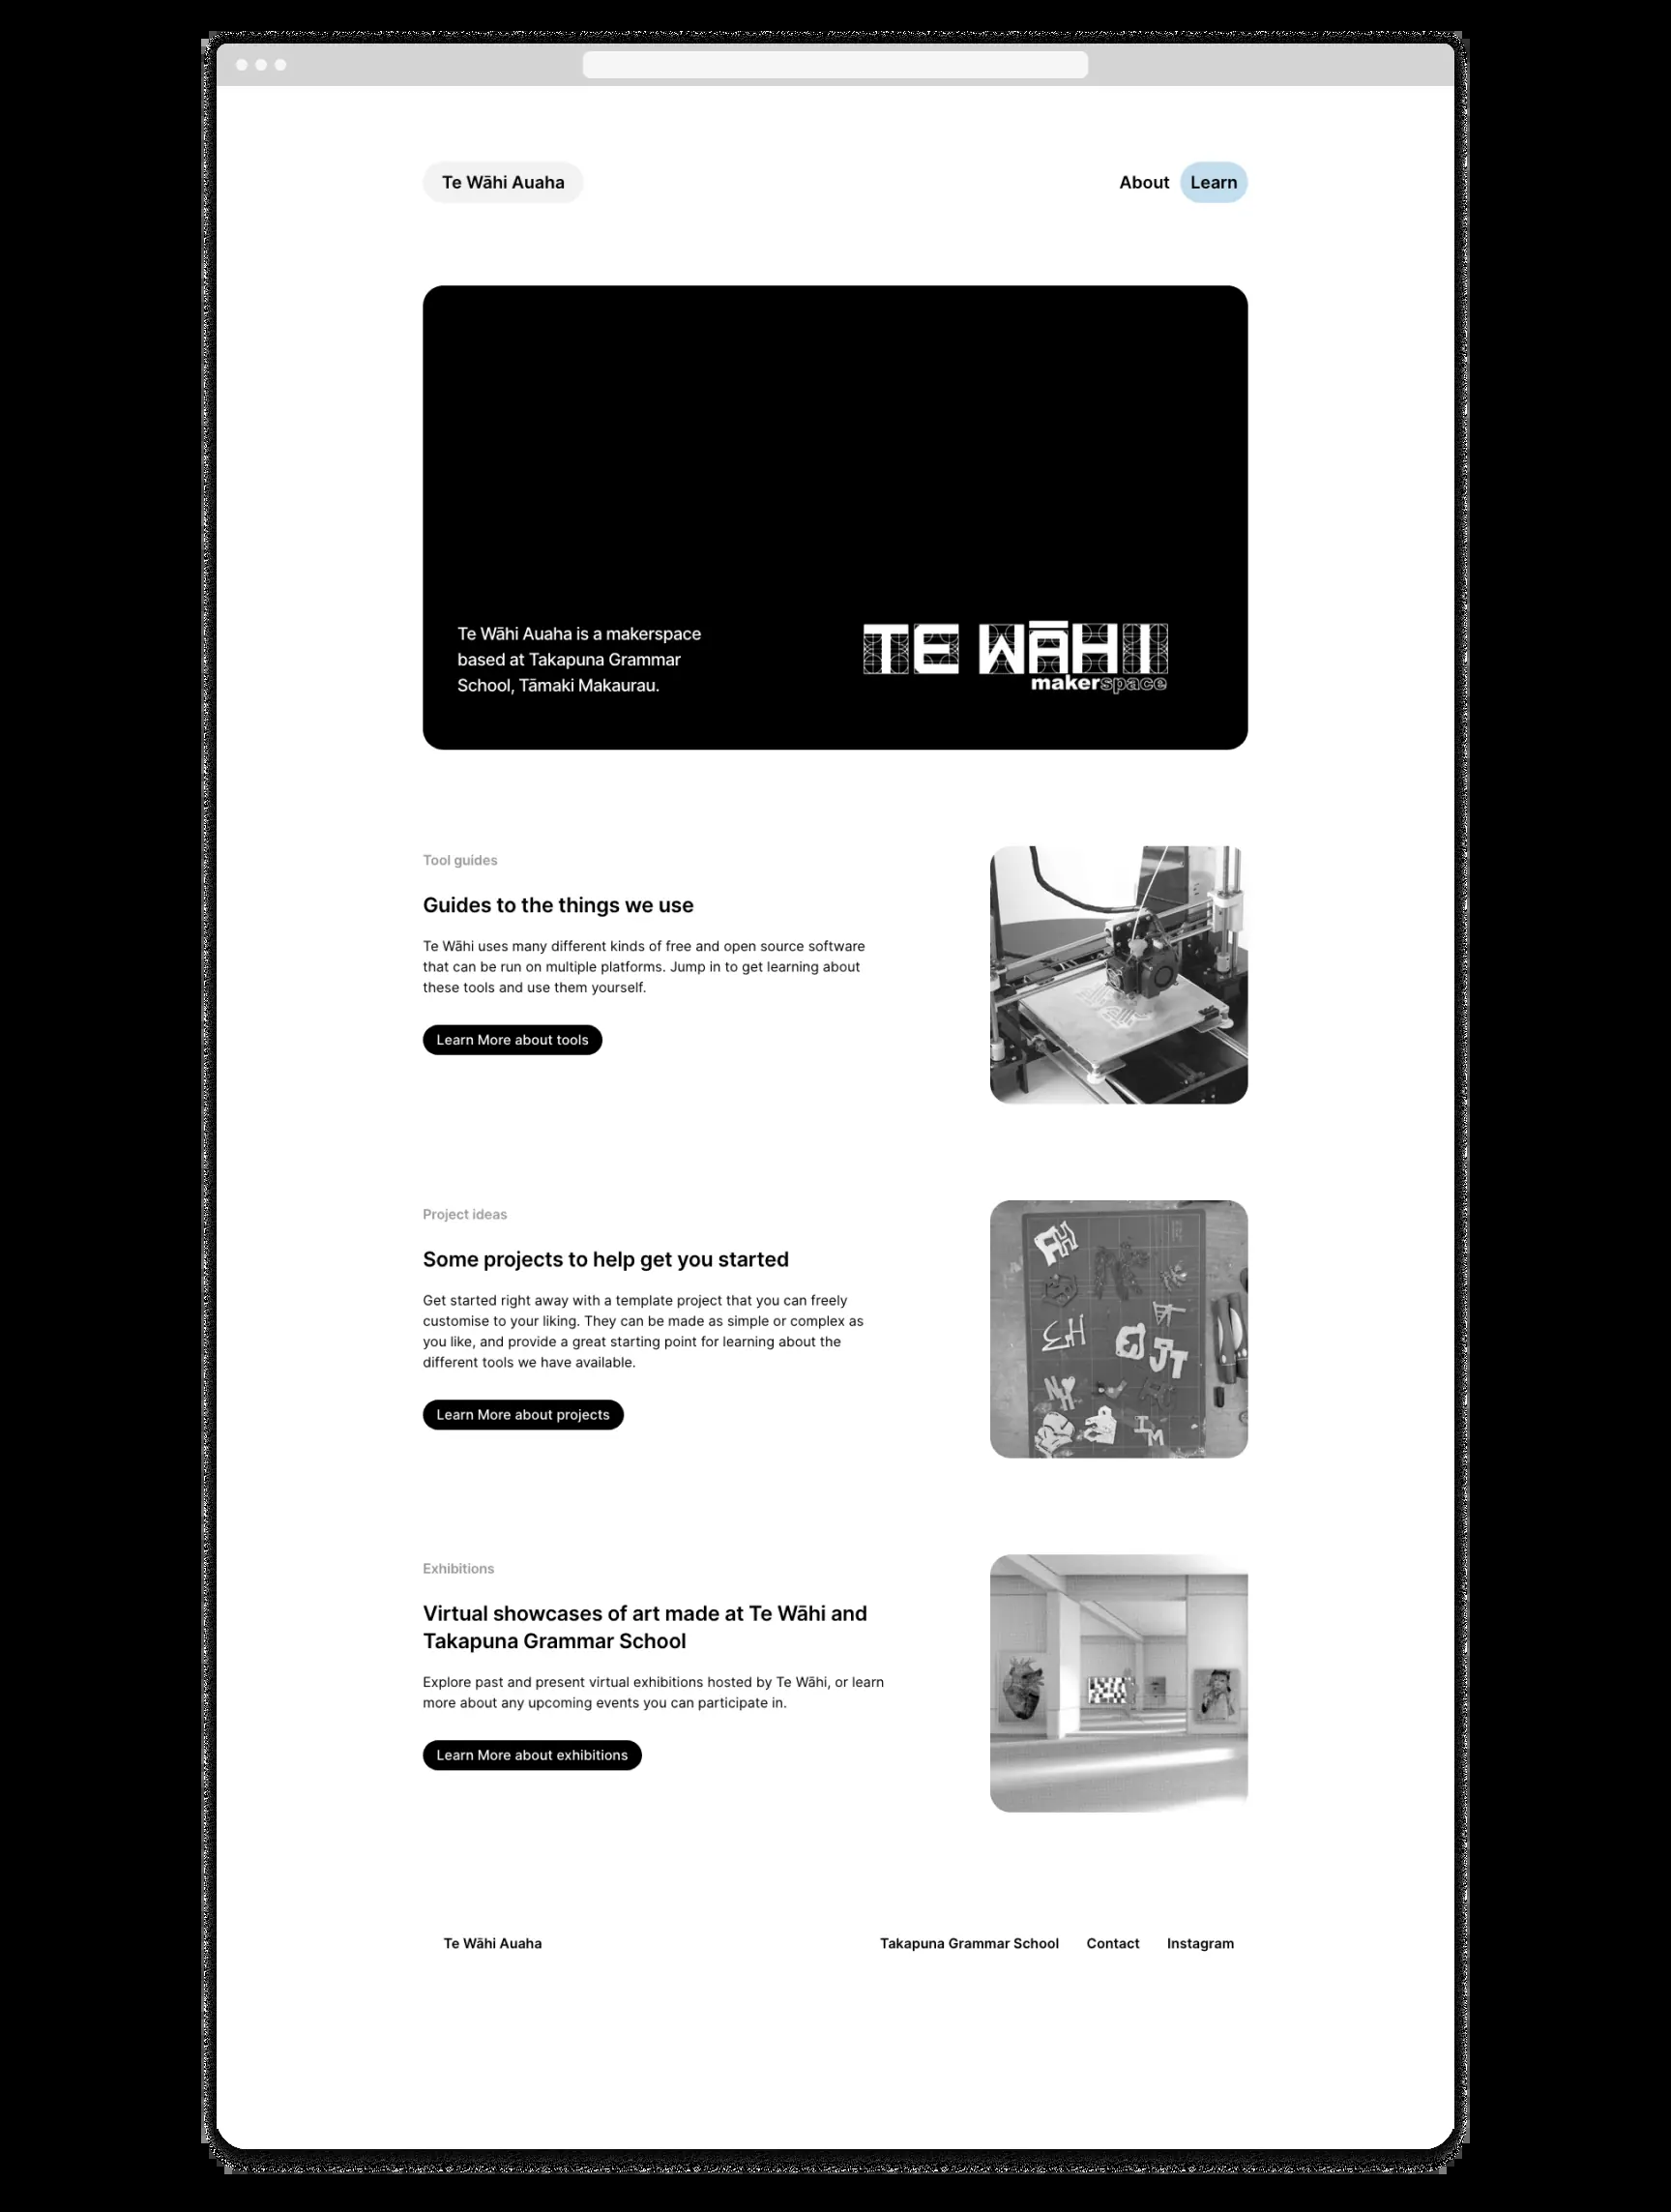 Te Wāhi Auaha
About
Learn
Te Wāhi Auaha is a makerspace
based at Takapuna Grammar
School, Tāmaki Makaurau.
TE WĀHI
makerspace
Tool guides
Guides to the things we use
Te Wāhi uses many different kinds of free and open source software
that can be run on multiple platforms. Jump in to get learning about
these tools and use them yourself.
Learn More about tools
Project ideas
Some projects to help get you started
Get started right away with a template project that you can freely
customise to your liking. They can be made as simple or complex as
you like, and provide a great starting point for learning about the
different tools we have available.
Learn More about projects
EH
JT
NH
IM
Exhibitions
Virtual showcases of art made at Te Wāhi and
Takapuna Grammar School
Explore past and present virtual exhibitions hosted by Te Wāhi, or learn
more about any upcoming events you can participate in.
Learn More about exhibitions
Te Wāhi Auaha
Takapuna Grammar School
Contact
Instagram